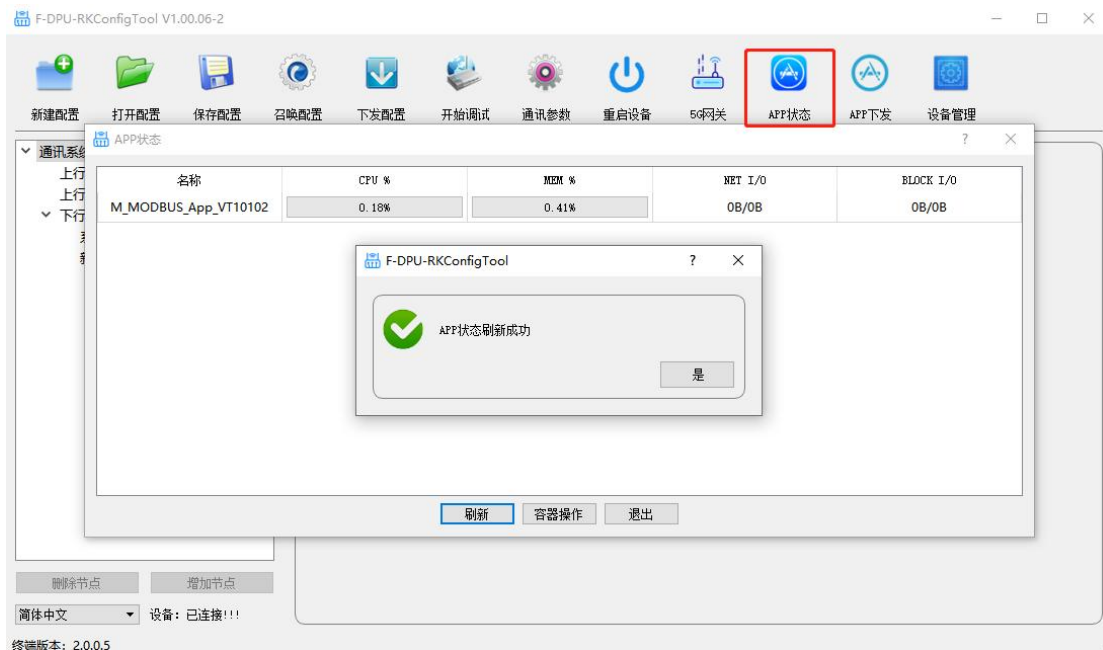 F-DPU-RKConfigTool V1.00.06-2
新建配置 打开配置 保存配置 召唤配置 下发配置 开始调试 通讯参数 重启设备 5G网关 APP状态 APP下发 设备管理
通讯系
APP状态
上行
上行
下行
名称 CPU % MEM % NET I/O BLOCK I/O
M_MODBUS_App_VT10102 0.18% 0.41% 0B/0B 0B/0B
F-DPU-RKConfigTool
APP状态刷新成功
是
刷新 容器操作 退出
删除节点 增加节点
简体中文 设备：已连接!!!
终端版本：2.0.0.5